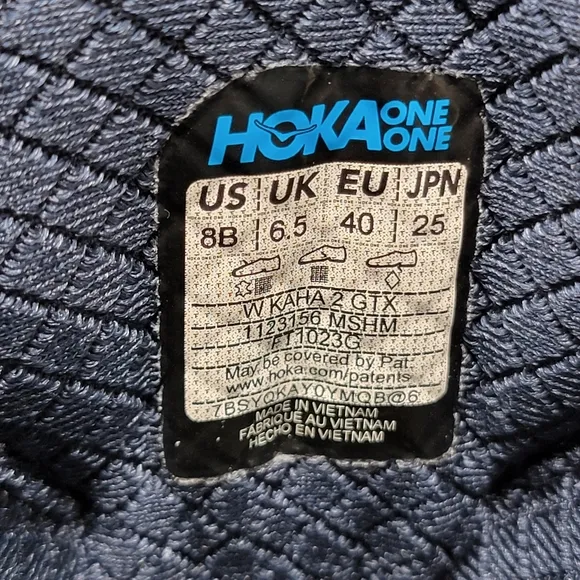 HOKA ONE ONE
US UK EU JPN
8B 6.5 40 25
W KAHA 2 GTX
1123156 MSHM
F11023G
May be covered by Pat
www.hoka.com/patents
7BSYQKAY0YMQB@6
MADE IN VIETNAM
FABRIQUE AU VIETNAM
HECHO EN VIETNAM